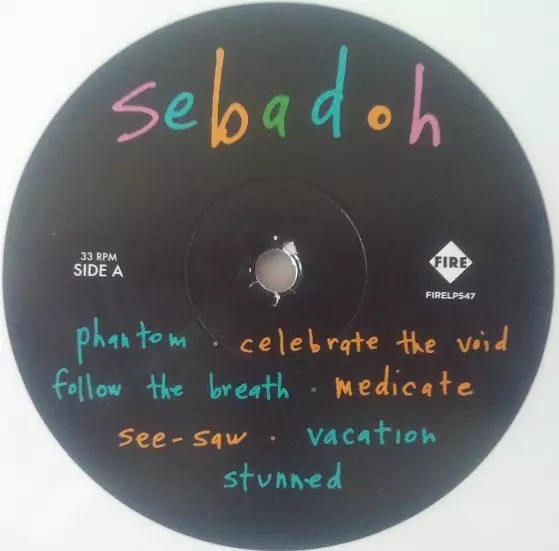 sebadoh
33 RPM
SIDE A
FIRE
FIRELP547
phantom · celebrate the void
follow the breath · medicate
see-saw · vacation
stunned